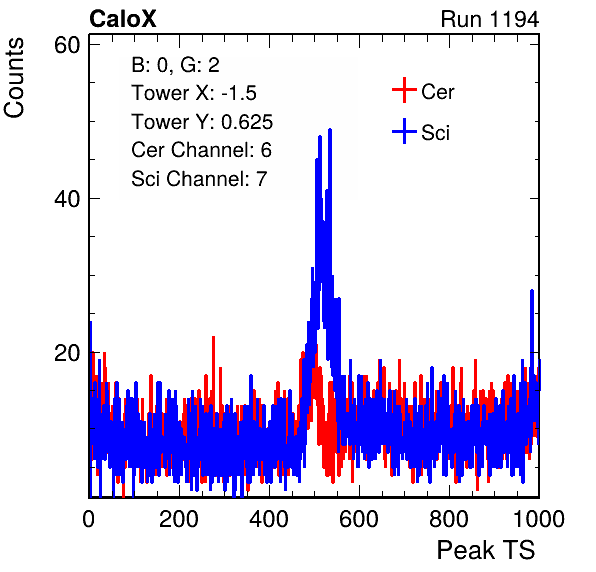 CaloX Run 1194
Counts
60
40
20
B: 0, G: 2
Tower X: -1.5
Tower Y: 0.625
Cer Channel: 6
Sci Channel: 7
Cer
Sci
0 200 400 600 800 1000
Peak TS